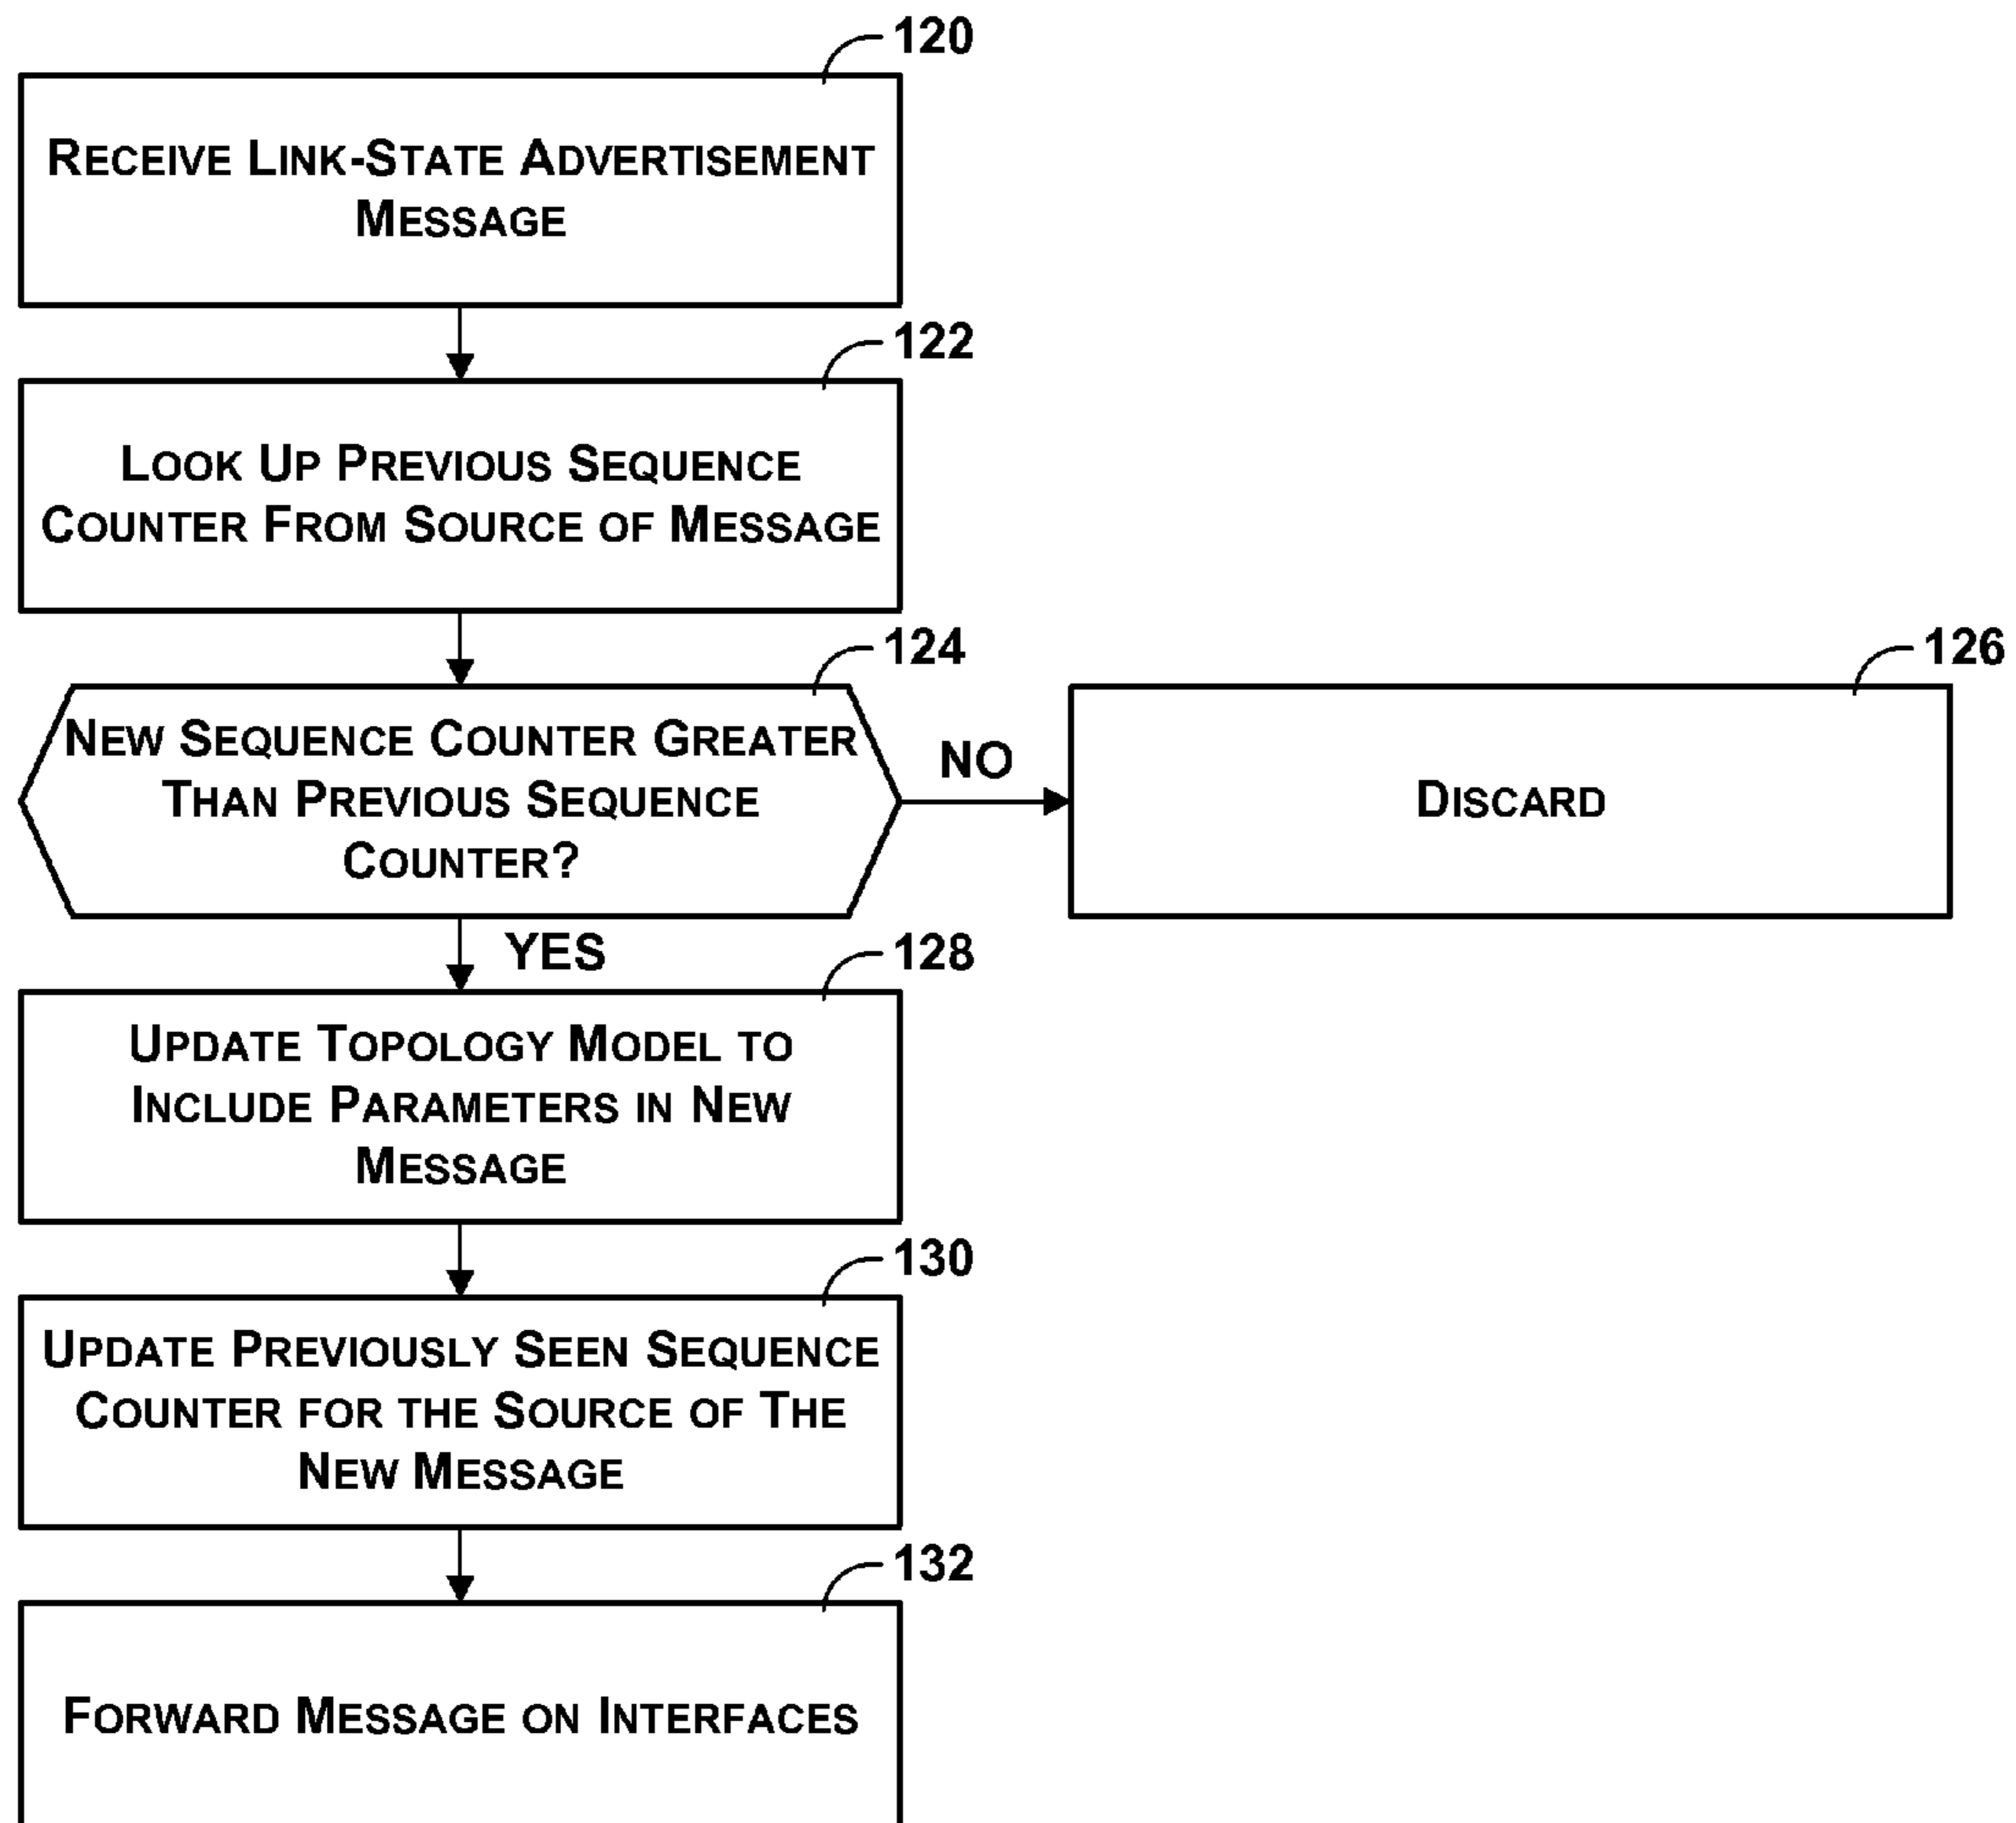 120
RECEIVE LINK-STATE ADVERTISEMENT
MESSAGE
122
LOOK UP PREVIOUS SEQUENCE
COUNTER FROM SOURCE OF MESSAGE
124
NEW SEQUENCE COUNTER GREATER
THAN PREVIOUS SEQUENCE
COUNTER?
NO
126
DISCARD
YES
128
UPDATE TOPOLOGY MODEL TO
INCLUDE PARAMETERS IN NEW
MESSAGE
130
UPDATE PREVIOUSLY SEEN SEQUENCE
COUNTER FOR THE SOURCE OF THE
NEW MESSAGE
132
FORWARD MESSAGE ON INTERFACES